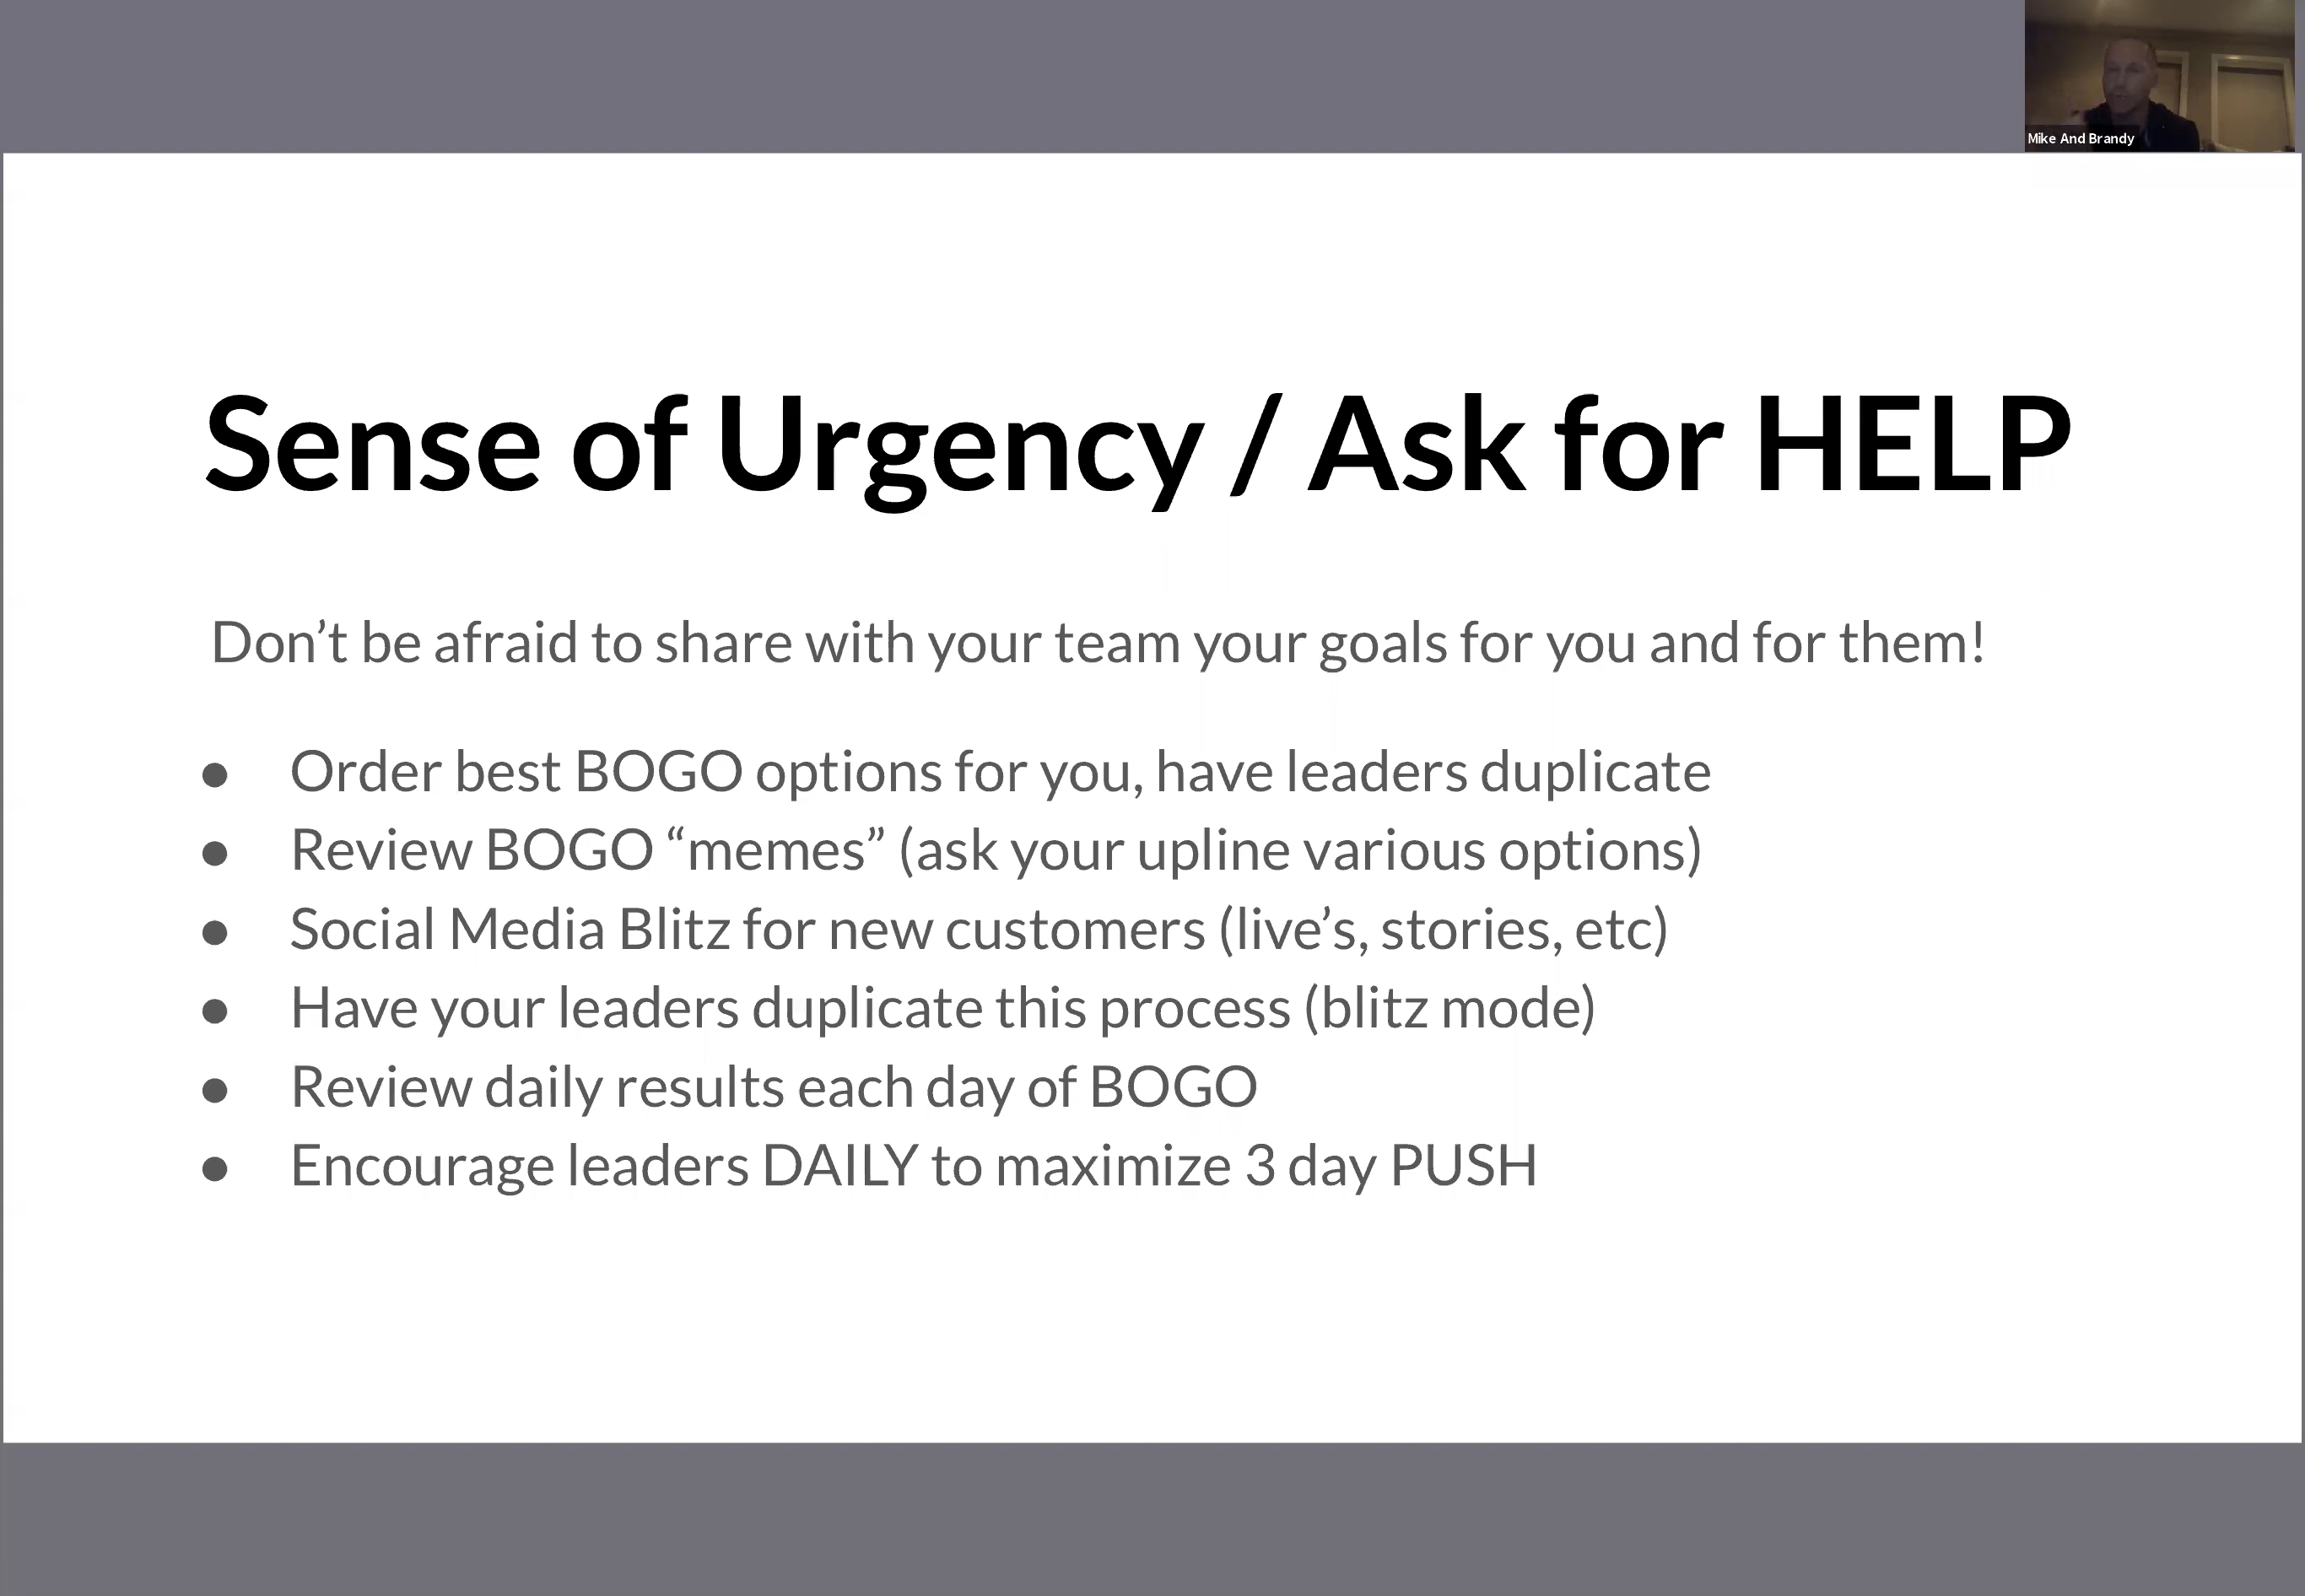 Mike And Brandy
Sense of Urgency / Ask for HELP
Don’t be afraid to share with your team your goals for you and for them!
● Order best BOGO options for you, have leaders duplicate
● Review BOGO “memes” (ask your upline various options)
● Social Media Blitz for new customers (live’s, stories, etc)
● Have your leaders duplicate this process (blitz mode)
● Review daily results each day of BOGO
● Encourage leaders DAILY to maximize 3 day PUSH